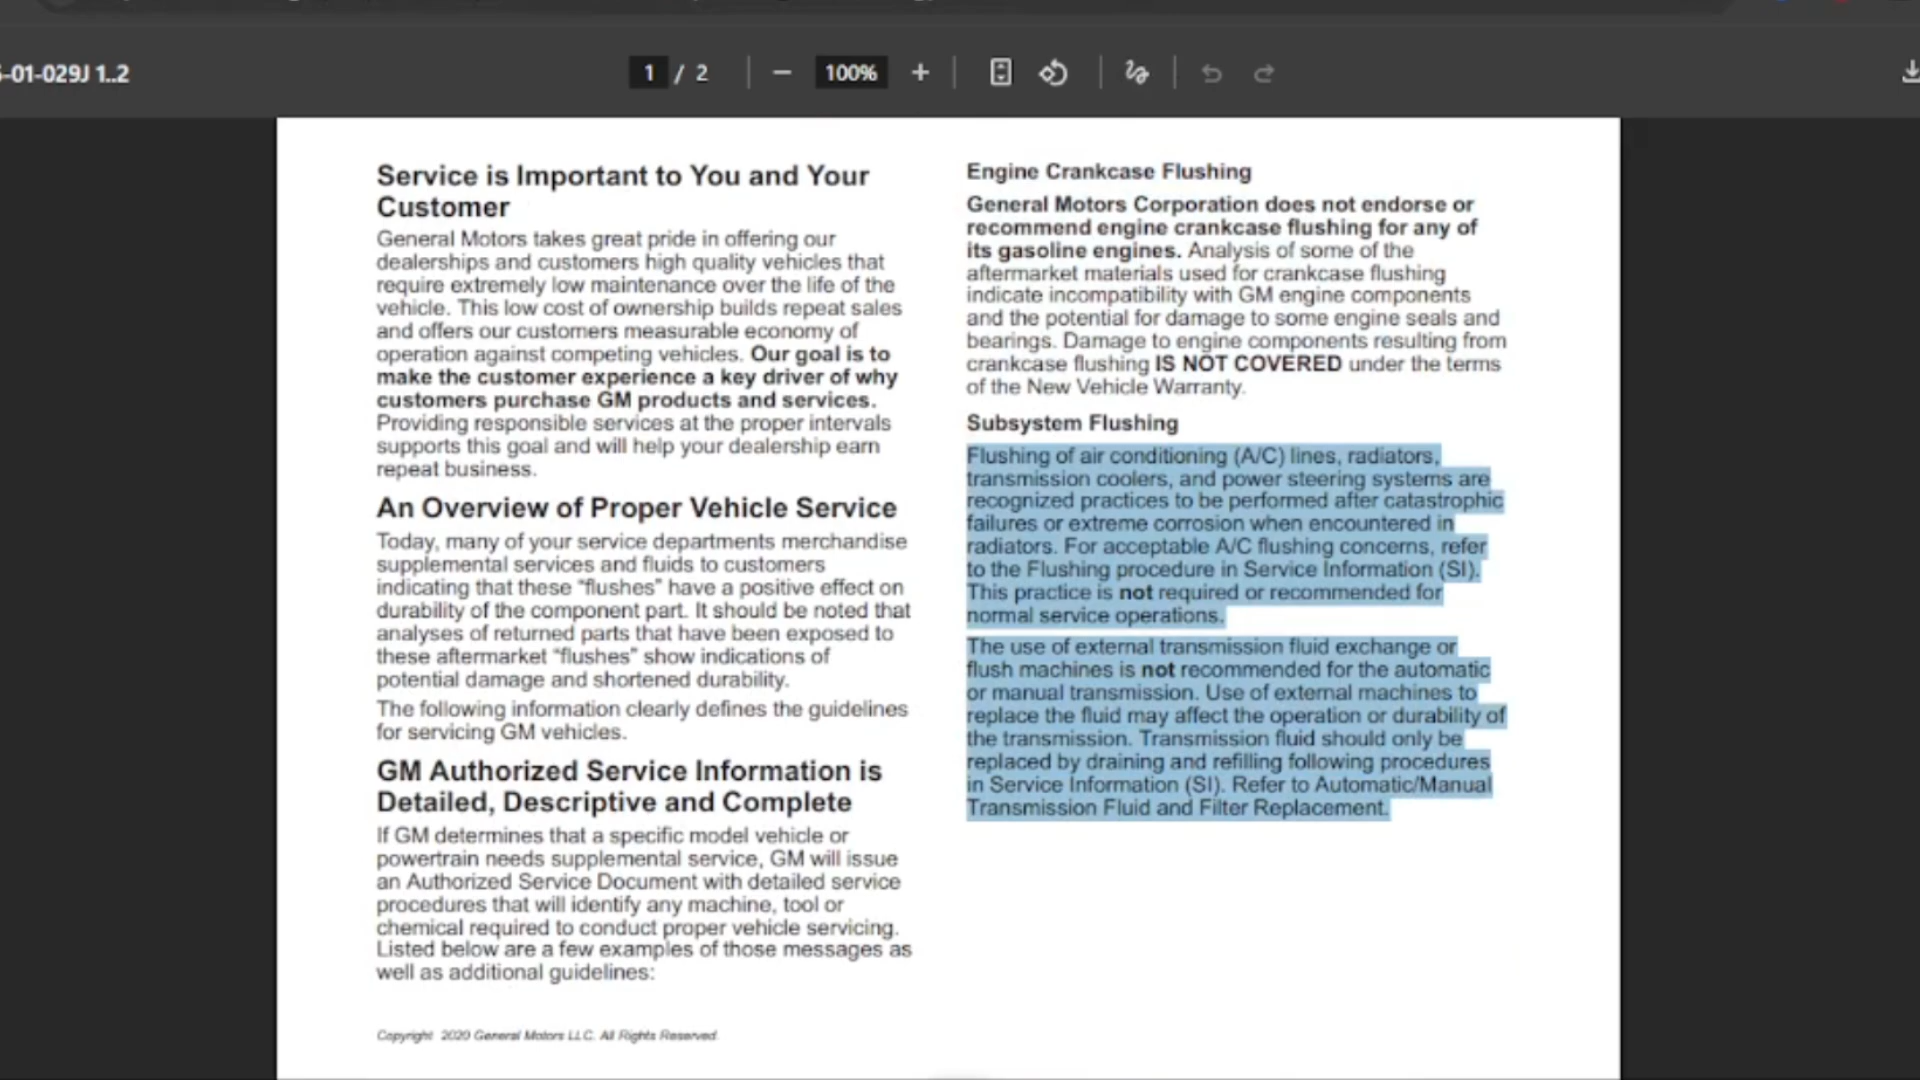 -01-029J 1..2
1 / 2
100%
Service is Important to You and Your
Customer
General Motors takes great pride in offering our
dealerships and customers high quality vehicles that
require extremely low maintenance over the life of the
vehicle. This low cost of ownership builds repeat sales
and offers our customers measurable economy of
operation against competing vehicles. Our goal is to
make the customer experience a key driver of why
customers purchase GM products and services.
Providing responsible services at the proper intervals
supports this goal and will help your dealership earn
repeat business.
An Overview of Proper Vehicle Service
Today, many of your service departments merchandise
supplemental services and fluids to customers
indicating that these “flushes” have a positive effect on
durability of the component part. It should be noted that
analyses of returned parts that have been exposed to
these aftermarket “flushes” show indications of
potential damage and shortened durability.
The following information clearly defines the guidelines
for servicing GM vehicles.
GM Authorized Service Information is
Detailed, Descriptive and Complete
If GM determines that a specific model vehicle or
powertrain needs supplemental service, GM will issue
an Authorized Service Document with detailed service
procedures that will identify any machine, tool or
chemical required to conduct proper vehicle servicing.
Listed below are a few examples of those messages as
well as additional guidelines:
Copyright 2020 General Motors LLC. All Rights Reserved.
Engine Crankcase Flushing
General Motors Corporation does not endorse or
recommend engine crankcase flushing for any of
its gasoline engines. Analysis of some of the
aftermarket materials used for crankcase flushing
indicate incompatibility with GM engine components
and the potential for damage to some engine seals and
bearings. Damage to engine components resulting from
crankcase flushing IS NOT COVERED under the terms
of the New Vehicle Warranty.
Subsystem Flushing
Flushing of air conditioning (A/C) lines, radiators,
transmission coolers, and power steering systems are
recognized practices to be performed after catastrophic
failures or extreme corrosion when encountered in
radiators. For acceptable A/C flushing concerns, refer
to the Flushing procedure in Service Information (SI).
This practice is not required or recommended for
normal service operations.
The use of external transmission fluid exchange or
flush machines is not recommended for the automatic
or manual transmission. Use of external machines to
replace the fluid may affect the operation or durability of
the transmission. Transmission fluid should only be
replaced by draining and refilling following procedures
in Service Information (SI). Refer to Automatic/Manual
Transmission Fluid and Filter Replacement.